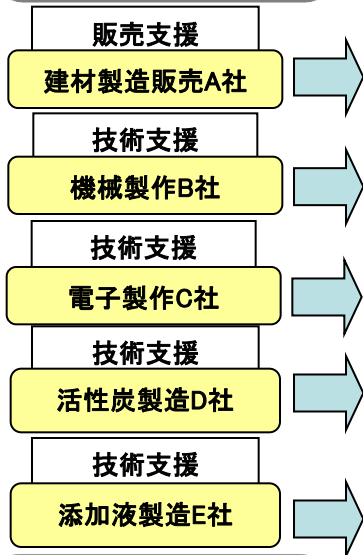 販売支援
建材製造販売A社
技術支援
機械製作B社
技術支援
電子製作C社
技術支援
活性炭製造D社
技術支援
添加液製造E社